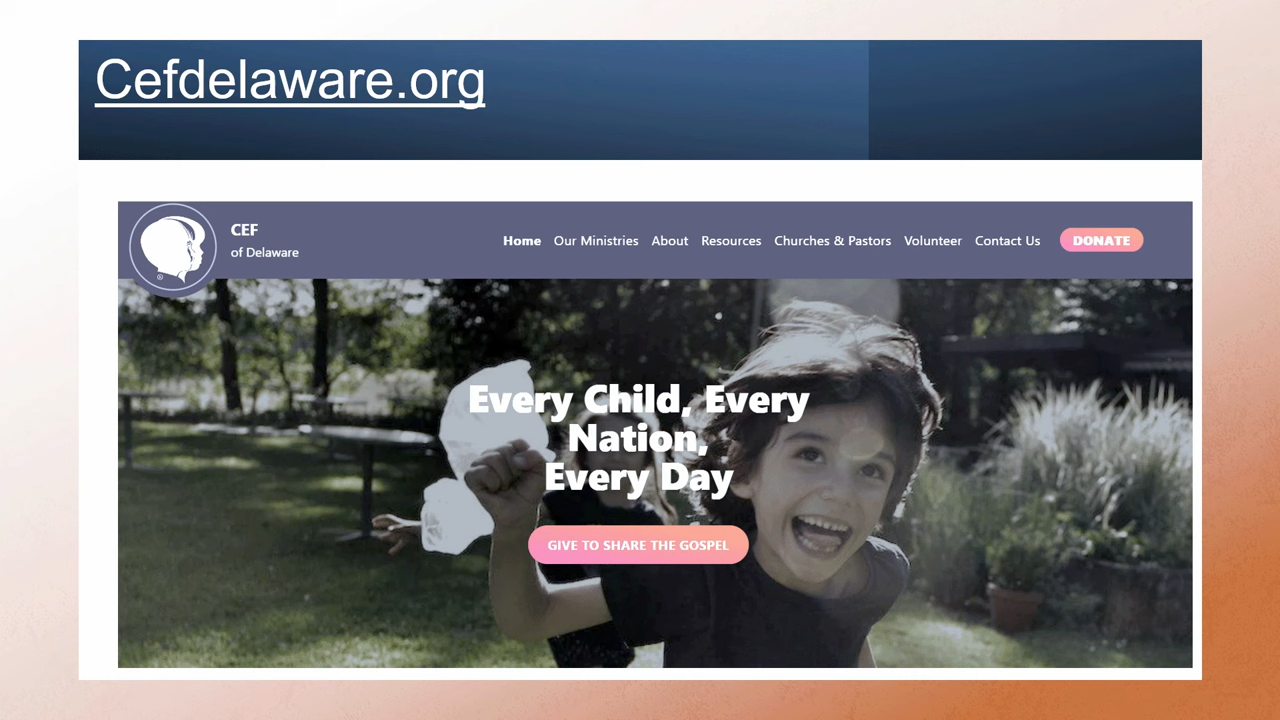 Cefdelaware.org
CEF
of Delaware
Home Our Ministries About Resources Churches & Pastors Volunteer Contact Us DONATE
Every Child, Every
Nation,
Every Day
GIVE TO SHARE THE GOSPEL
®